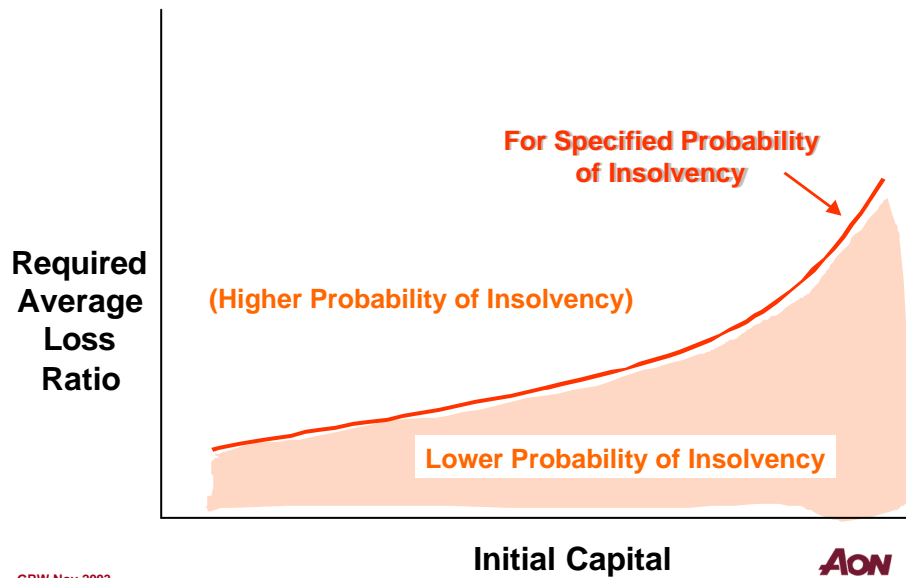 For Specified Probability
of Insolvency
Required
Average
Loss
Ratio
(Higher Probability of Insolvency)
Lower Probability of Insolvency
Initial Capital
AON